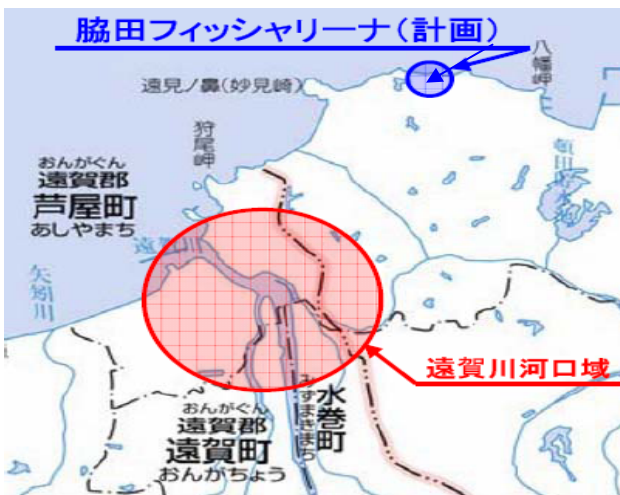 脇田フィッシャリーナ(計画)
八幡岬
遠見ノ鼻(妙見崎)
狩尾岬
おんがぐん
遠賀郡
芦屋町
あしやまち
遠賀川
矢矧川
遠賀川河口域
水巻町
みずまきまち
おんがぐん
遠賀郡
遠賀町
おんがちょう